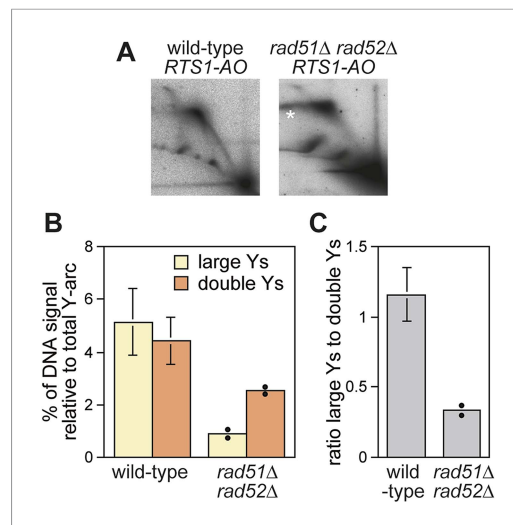 A
wild-type
RTS1-AO
rad51Δ rad52Δ
RTS1-AO
*
B
% of DNA signal
relative to total Y-arc
8
6
4
2
0
large Ys
double Ys
wild-type
rad51Δ
rad52Δ
C
ratio large Ys to double Ys
1.5
1
0.5
0
wild
-type
rad51Δ
rad52Δ